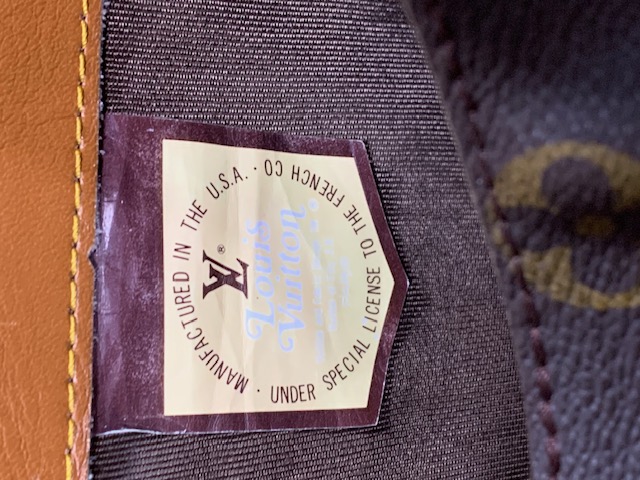 MANUFACTURED IN THE U.S.A. · UNDER SPECIAL LICENSE TO THE FRENCH CO ·
LV®
Louis
Vuitton